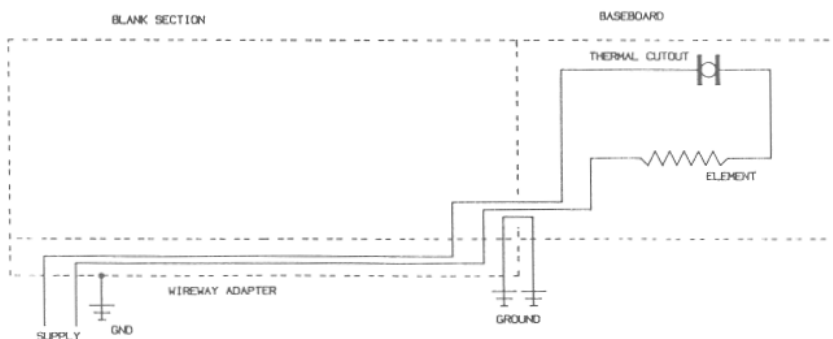 BLANK SECTION
BASEBOARD
THERMAL CUTOUT
ELEMENT
WIREWAY ADAPTER
GROUND
GND
SUPPLY